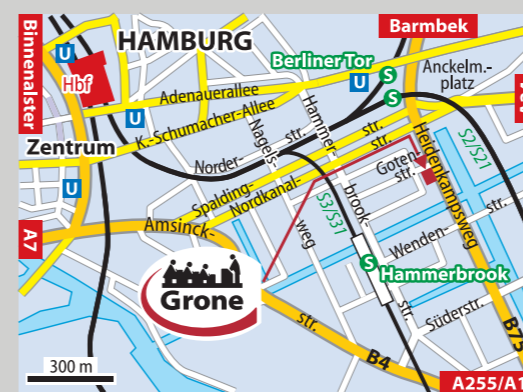 Barmbek
Binnenalster
U
HAMBURG
Berliner Tor
S
U
Anckelm.-
platz
Hbf
S
Adenauerallee
U
K.-Schumacher-Allee
Hammer-
Nagels-
str.
str.
str.
Zentrum
Norder-
Heidenkampsweg
S2/S21
Goten-
str.
U
Spalding-
Nordkanal-
S3/S31
brook-
Amsinck-
A7
weg
Wenden-
str.
S
Hammerbrook
Grone
str.
Süderstr.
str.
B4
B75
300 m
A255/A1